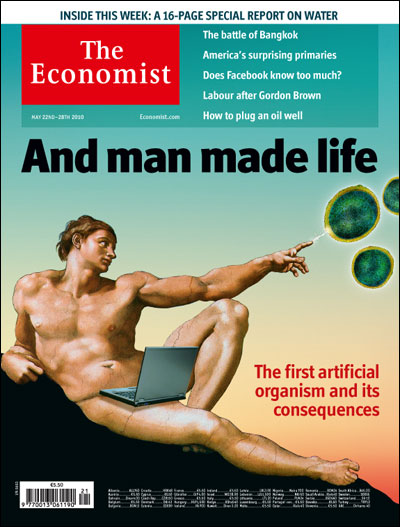 INSIDE THIS WEEK: A 16-PAGE SPECIAL REPORT ON WATER
The
Economist
MAY 22ND–28TH 2010
Economist.com
The battle of Bangkok
America's surprising primaries
Does Facebook know too much?
Labour after Gordon Brown
How to plug an oil well
And man made life
The first artificial
organism and its
consequences
€5.50
21
9 770013 061190